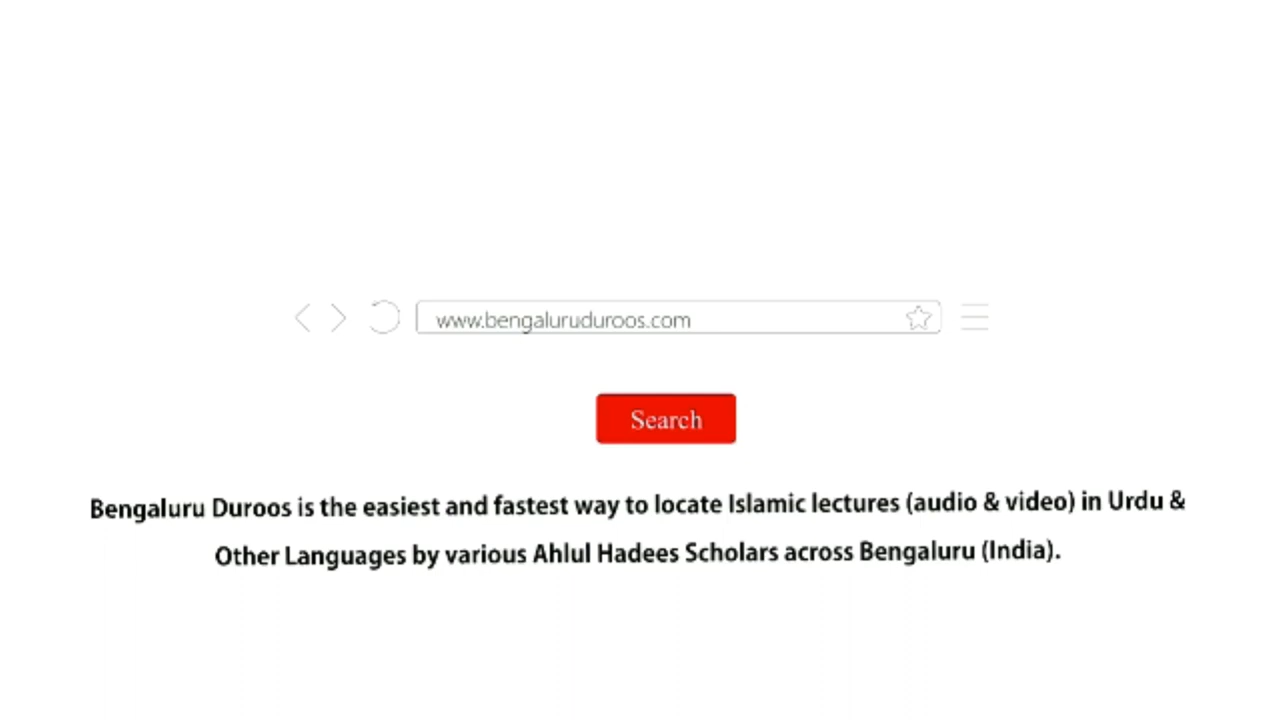 www.bengaluruduroos.com
Search
Bengaluru Duroos is the easiest and fastest way to locate Islamic lectures (audio & video) in Urdu &
Other Languages by various Ahlul Hadees Scholars across Bengaluru (India).